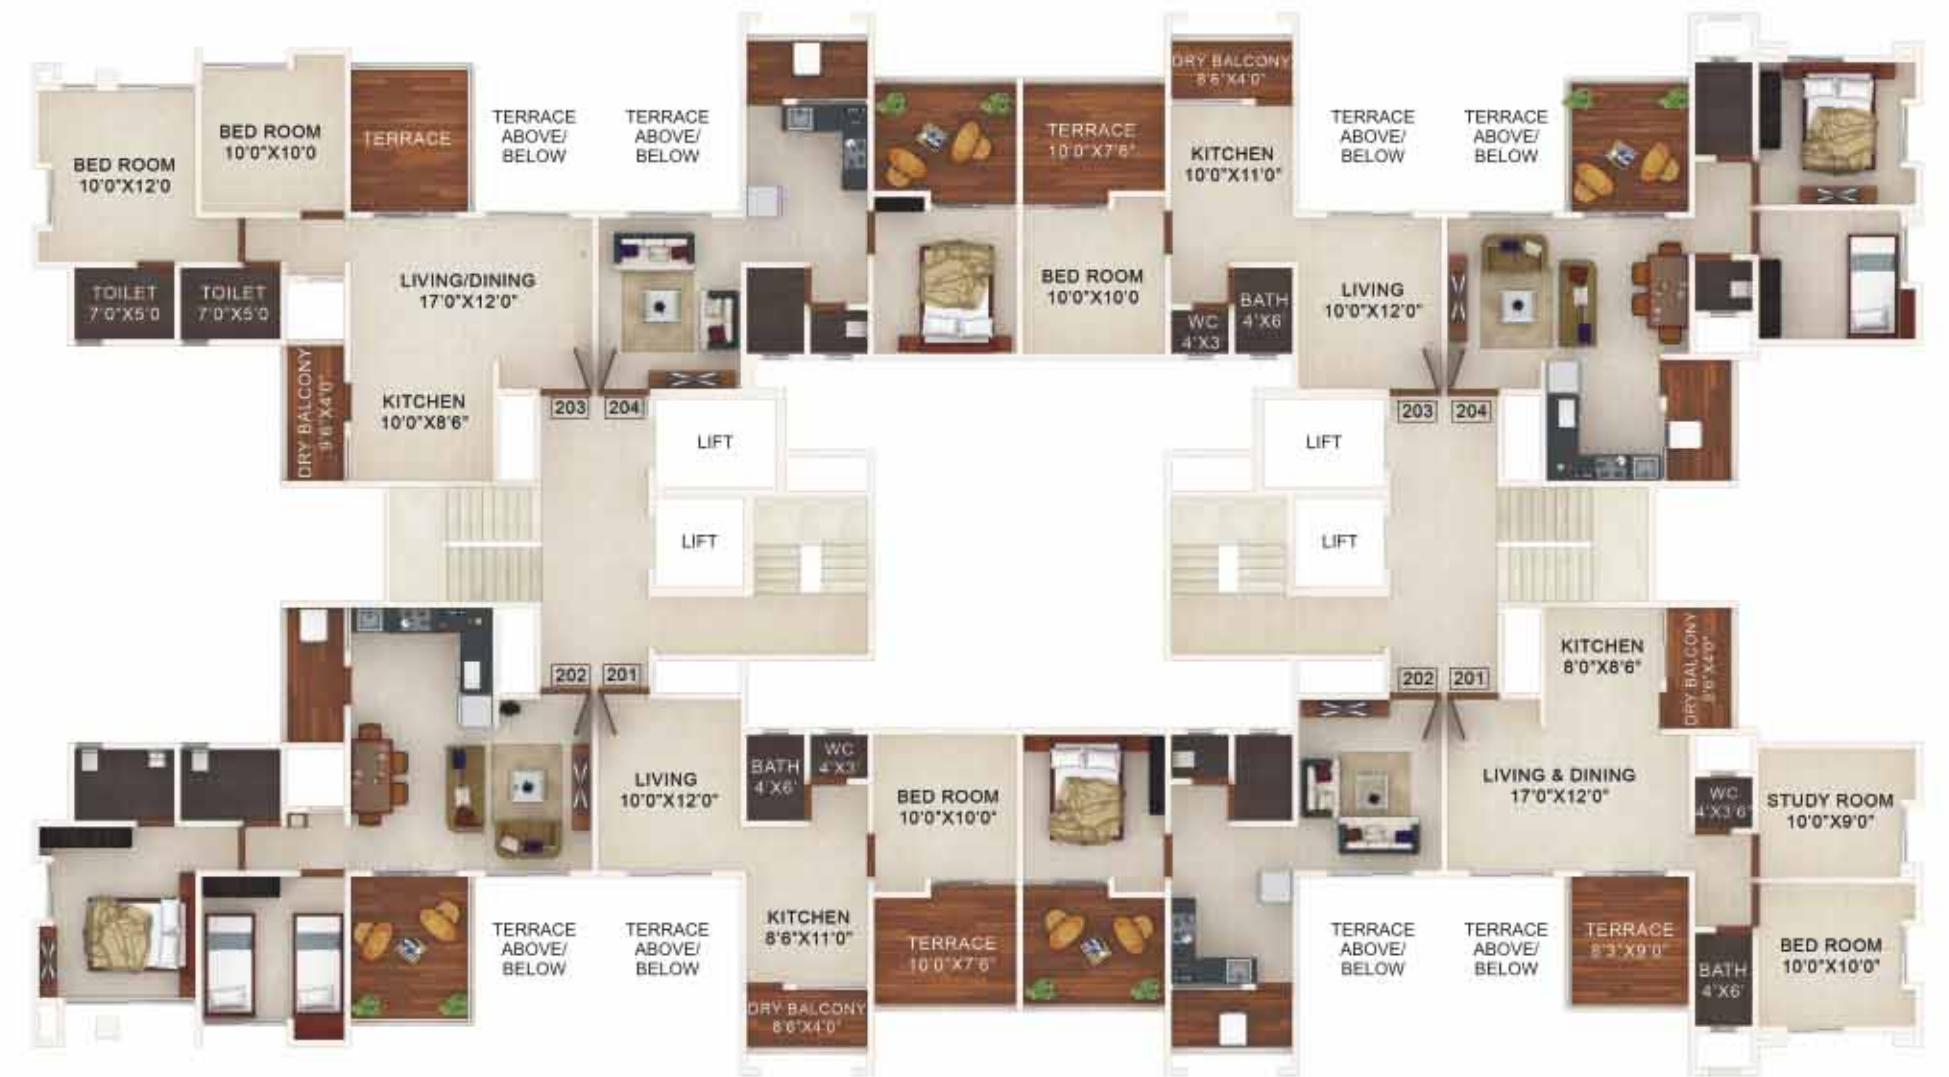 BED ROOM
10'0"X12'0
BED ROOM
10'0"X10'0
TERRACE
TERRACE
ABOVE/
BELOW
TERRACE
ABOVE/
BELOW
TERRACE
10'0"X7'6"
DRY BALCONY
8'6"X4'0"
KITCHEN
10'0"X11'0"
TERRACE
ABOVE/
BELOW
TERRACE
ABOVE/
BELOW
TOILET
7'0"X5'0
TOILET
7'0"X5'0
LIVING/DINING
17'0"X12'0"
BED ROOM
10'0"X10'0
WC
4'X3
BATH
4'X6
LIVING
10'0"X12'0"
DRY BALCONY
9'6"X4'0"
KITCHEN
10'0"X8'6"
203
204
LIFT
LIFT
203
204
LIFT
LIFT
202
201
LIVING
10'0"X12'0"
BATH
4'X6'
WC
4'X3'
BED ROOM
10'0"X10'0"
202
201
KITCHEN
8'0"X8'6"
DRY BALCONY
8'6"X4'0"
LIVING & DINING
17'0"X12'0"
WC
4'X3'6"
STUDY ROOM
10'0"X9'0"
TERRACE
ABOVE/
BELOW
TERRACE
ABOVE/
BELOW
KITCHEN
8'6"X11'0"
TERRACE
10'0"X7'6"
DRY BALCONY
8'6"X4'0"
TERRACE
ABOVE/
BELOW
TERRACE
ABOVE/
BELOW
TERRACE
8'3"X9'0"
BATH
4'X6'
BED ROOM
10'0"X10'0"